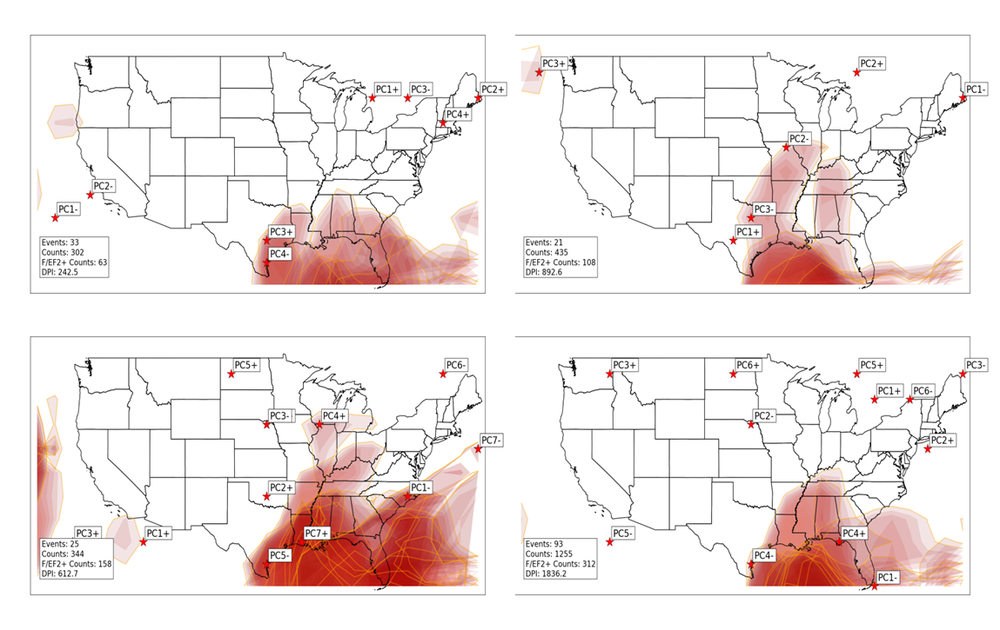 PC1+
PC3-
PC2+
PC4+
PC2-
PC1-
PC3+
PC4-
Events: 33
Counts: 302
F/EF2+ Counts: 63
DPI: 242.5
PC3+
PC2+
PC1-
PC2-
PC3-
PC1+
Events: 21
Counts: 435
F/EF2+ Counts: 108
DPI: 892.6
PC5+
PC6-
PC3-
PC4+
PC7-
PC2+
PC1-
PC3+
PC1+
PC7+
PC5-
Events: 25
Counts: 344
F/EF2+ Counts: 158
DPI: 612.7
PC3+
PC6+
PC5+
PC3-
PC1+
PC6-
PC2-
PC2+
PC5-
PC4+
PC4-
PC1-
Events: 93
Counts: 1255
F/EF2+ Counts: 312
DPI: 1836.2